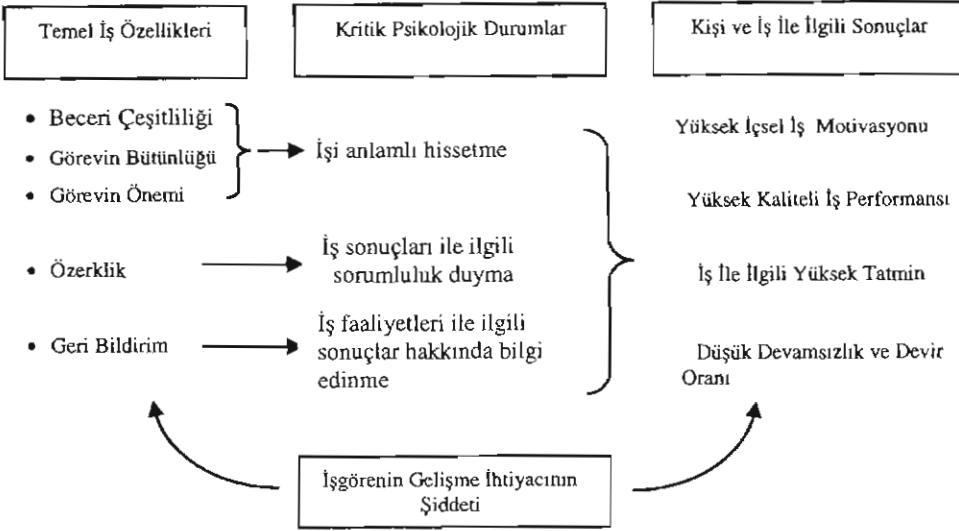 Temel İş Özellikleri
Kritik Psikolojik Durumlar
Kişi ve İş İle İlgili Sonuçlar
• Beceri Çeşitliliği
• Görevin Bütünlüğü
• Görevin Önemi
• Özerklik
• Geri Bildirim
İşi anlamlı hissetme
İş sonuçları ile ilgili
sorumluluk duyma
İş faaliyetleri ile ilgili
sonuçlar hakkında bilgi
edinme
Yüksek İçsel İş Motivasyonu
Yüksek Kaliteli İş Performansı
İş İle İlgili Yüksek Tatmin
Düşük Devamsızlık ve Devir
Oranı
İşgörenin Gelişme İhtiyacının
Şiddeti